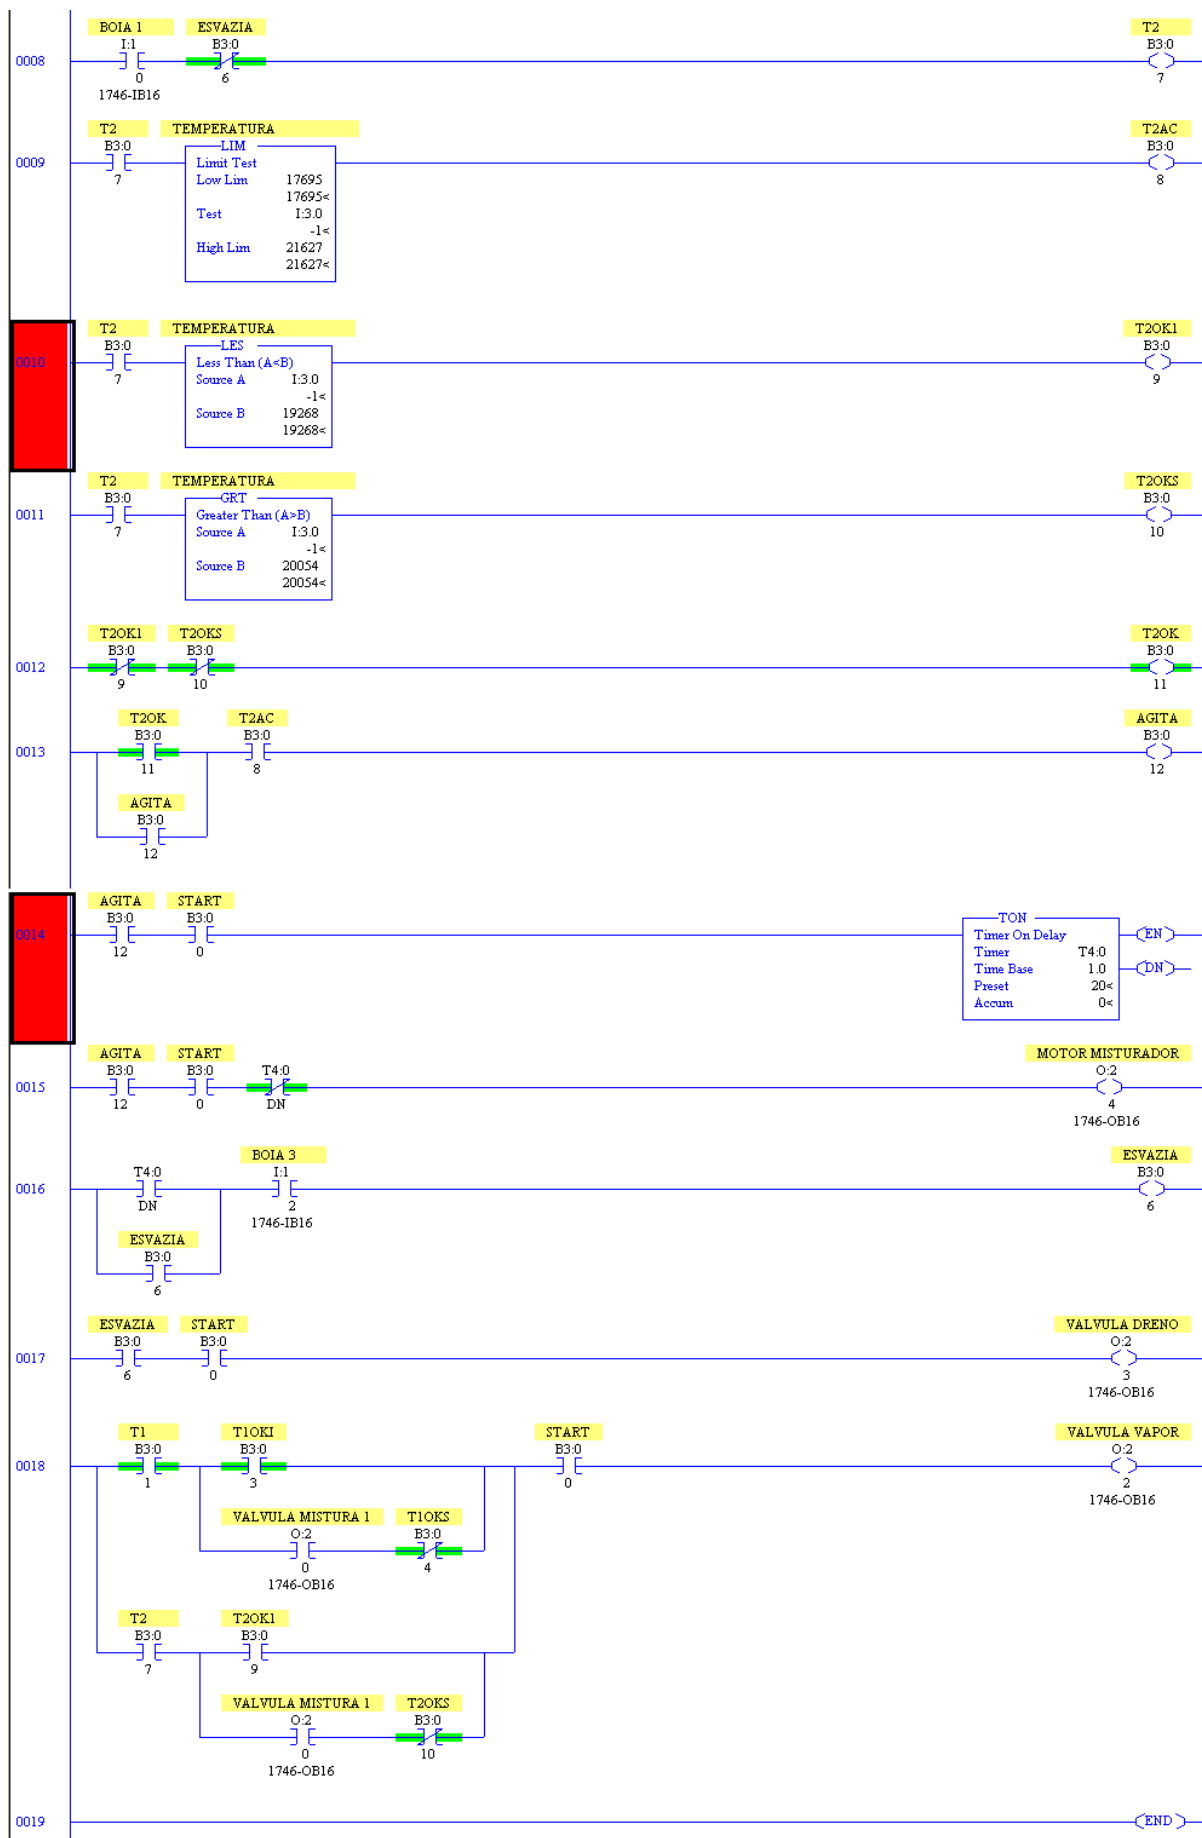 BOIA 1 ESVAZIA T2
I:1 B3:0 B3:0
0008
0 6 7
1746-IB16
T2 TEMPERATURA T2AC
B3:0 LIM B3:0
0009 Limit Test
7 Low Lim 17695 8
17695<
Test I:3.0
-1<
High Lim 21627
21627<
T2 TEMPERATURA T2OK1
B3:0 LES B3:0
0010 Less Than (A<B)
7 Source A I:3.0 9
-1<
Source B 19268
19268<
T2 TEMPERATURA T2OKS
B3:0 GRT B3:0
0011 Greater Than (A>B)
7 Source A I:3.0 10
-1<
Source B 20054
20054<
T2OK1 T2OKS T2OK
B3:0 B3:0 B3:0
0012
9 10 11
T2OK T2AC AGITA
B3:0 B3:0 B3:0
0013
11 8 12
AGITA
B3:0
12
AGITA START
B3:0 B3:0 TON
0014 Timer On Delay EN
12 0 Timer T4:0
Time Base 1.0 DN
Preset 20<
Accum 0<
AGITA START MOTOR MISTURADOR
B3:0 B3:0 T4:0 O:2
0015
12 0 DN 4
1746-OB16
BOIA 3 ESVAZIA
T4:0 I:1 B3:0
0016
DN 2 6
1746-IB16
ESVAZIA
B3:0
6
ESVAZIA START VALVULA DRENO
B3:0 B3:0 O:2
0017
6 0 3
1746-OB16
T1 T1OKI START VALVULA VAPOR
B3:0 B3:0 B3:0 O:2
0018
1 3 0 2
1746-OB16
VALVULA MISTURA 1 T1OKS
O:2 B3:0
0 4
1746-OB16
T2 T2OK1
B3:0 B3:0
7 9
VALVULA MISTURA 1 T2OKS
O:2 B3:0
0 10
1746-OB16
0019 END